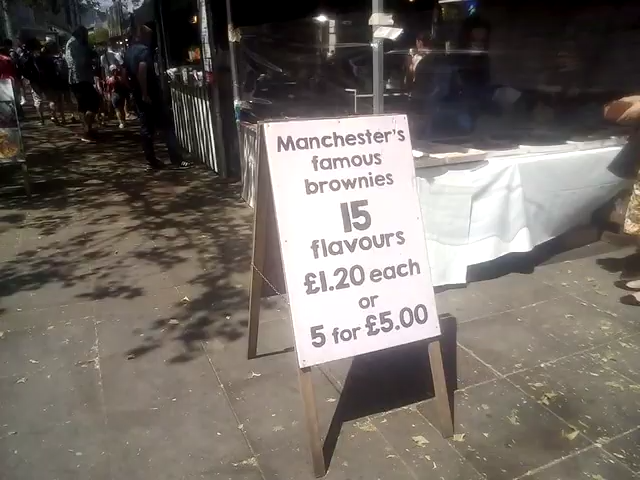 Manchester's
famous
brownies
15
flavours
£1.20 each
or
5 for £5.00